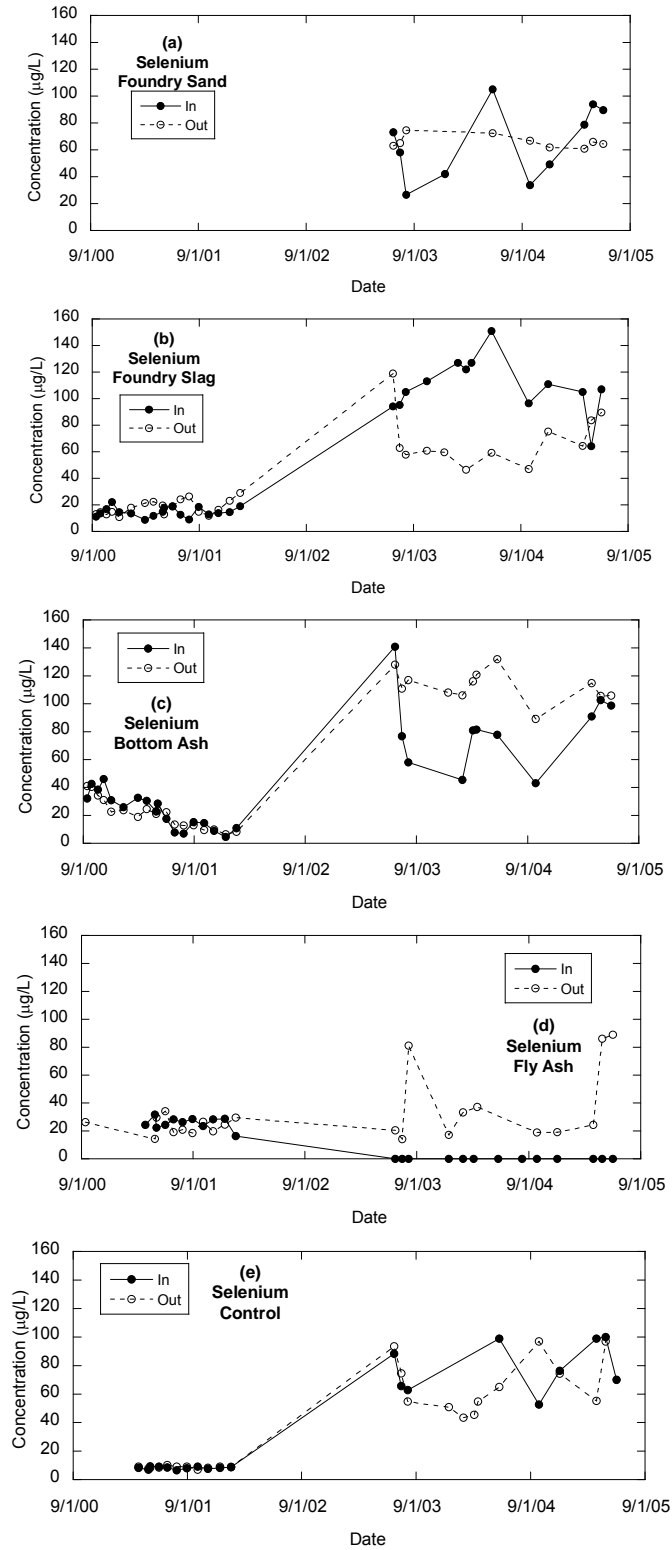 160
140
120
100
80
60
40
20
0
Concentration (µg/L)
(a)
Selenium
Foundry Sand
In
Out
9/1/00
9/1/01
9/1/02
9/1/03
9/1/04
9/1/05
Date
160
140
120
100
80
60
40
20
0
Concentration (µg/L)
(b)
Selenium
Foundry Slag
In
Out
9/1/00
9/1/01
9/1/02
9/1/03
9/1/04
9/1/05
Date
160
140
120
100
80
60
40
20
0
Concentration (µg/L)
In
Out
(c)
Selenium
Bottom Ash
9/1/00
9/1/01
9/1/02
9/1/03
9/1/04
9/1/05
Date
160
140
120
100
80
60
40
20
0
Concentration (µg/L)
In
Out
(d)
Selenium
Fly Ash
9/1/00
9/1/01
9/1/02
9/1/03
9/1/04
9/1/05
Date
160
140
120
100
80
60
40
20
0
Concentration (µg/L)
In
Out
(e)
Selenium
Control
9/1/00
9/1/01
9/1/02
9/1/03
9/1/04
9/1/05
Date